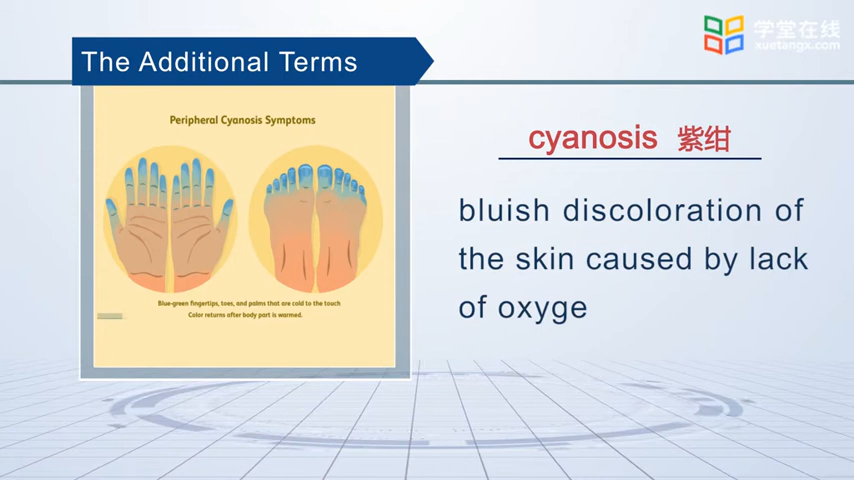 学堂在线
xuetangx.com
The Additional Terms
Peripheral Cyanosis Symptoms
Blue-green fingertips, toes, and palms that are cold to the touch
Color returns after body part is warmed.
cyanosis 紫绀
bluish discoloration of
the skin caused by lack
of oxyge